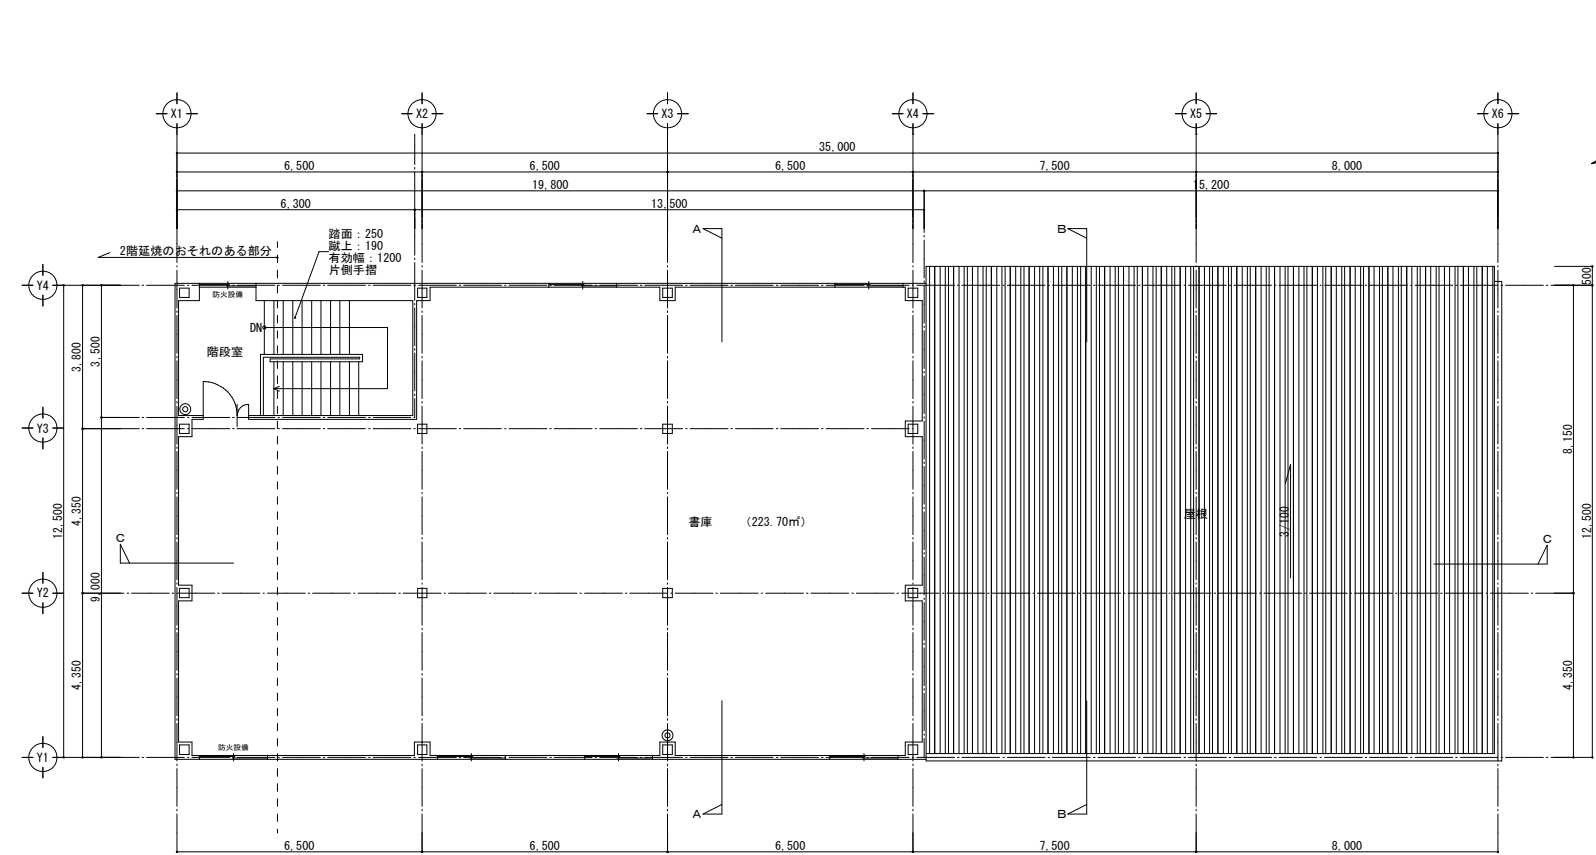 X1
X2
X3
X4
X5
X6
35,000
6,500
6,500
6,500
7,500
8,000
19,800
15,200
6,300
13,500
踏面：250
蹴上：190
有効幅：1200
片側手摺
2階延焼のおそれのある部分
A
B
Y4
防火設備
500
DN
階段室
3,800
3,500
Y3
8,150
4,350
12,500
書庫 （223.70㎡）
屋根
3/100
12,500
C
C
9,000
Y2
4,350
4,350
防火設備
Y1
A
B
6,500
6,500
6,500
7,500
8,000